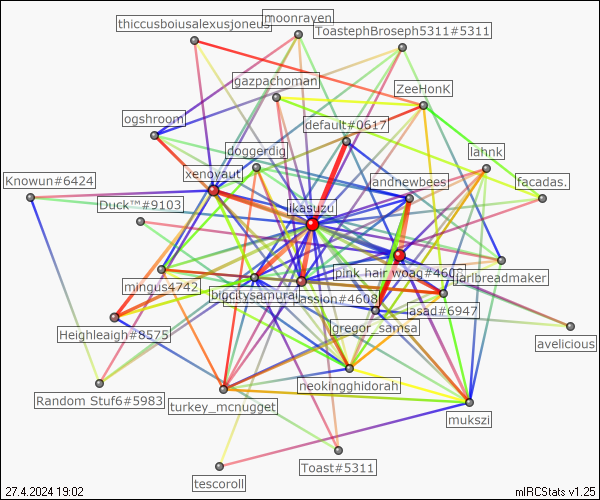 thiccusboiusalexusjoneus
moonraven
ToastephBroseph5311#5311
gazpachoman
ZeeHonK
ogshroom
default#0617
doggerdig
lahnk
xenovaut
andnewbees
facadas.
Knowun#6424
Duck™#9103
ikasuzu
pink hair woag#460
jarlbreadmaker
mingus4742
bigcitysamurai
assion#4608
asad#6947
Heighleaigh#8575
gregor_samsa
avelicious
neokingghidorah
Random Stuf6#5983
turkey_mcnugget
mukszi
Toast#5311
tescoroll
27.4.2024 19:02
mIRCStats v1.25